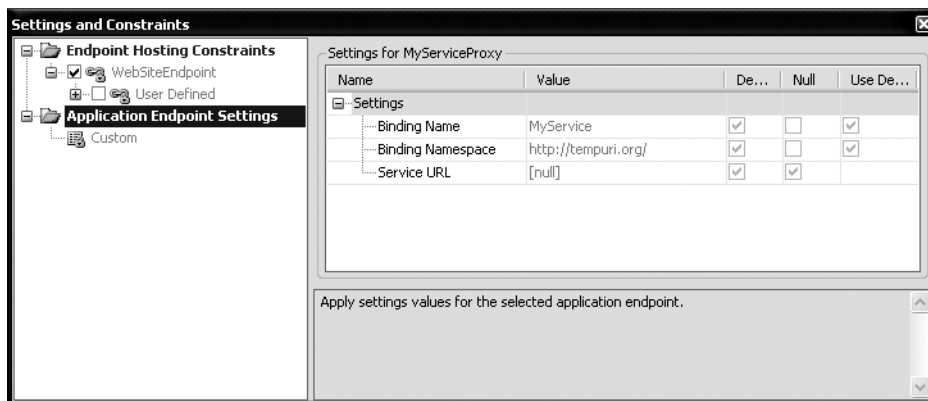 Settings and Constraints
Endpoint Hosting Constraints
WebSiteEndpoint
User Defined
Application Endpoint Settings
Custom
Settings for MyServiceProxy
Name Value De... Null Use De...
Settings
Binding Name MyService
Binding Namespace http://tempuri.org/
Service URL [null]
Apply settings values for the selected application endpoint.